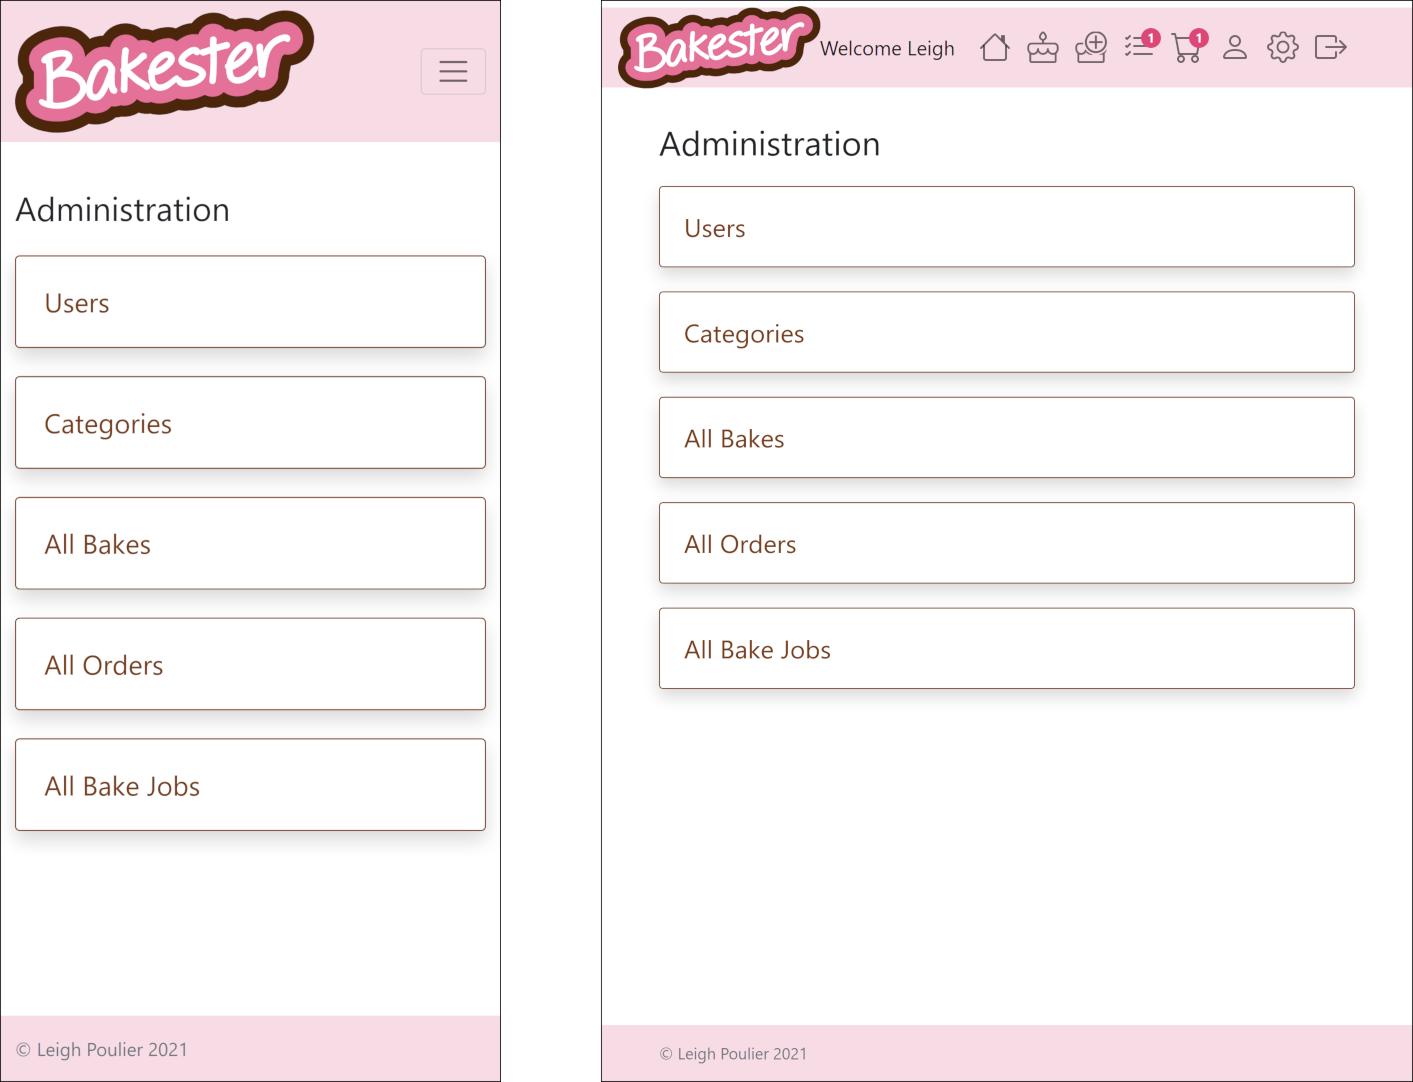 Bakester
Administration
Users
Categories
All Bakes
All Orders
All Bake Jobs
© Leigh Poulier 2021
Bakester
Welcome Leigh
1
1
Administration
Users
Categories
All Bakes
All Orders
All Bake Jobs
© Leigh Poulier 2021